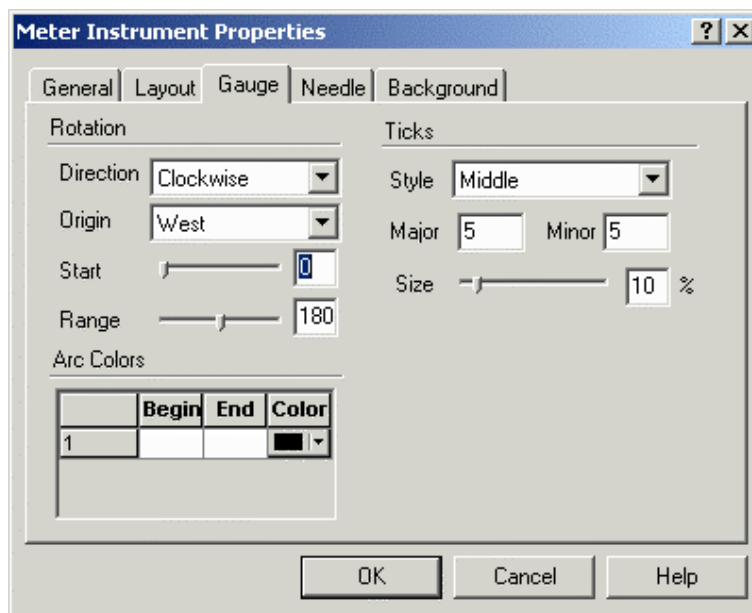 Meter Instrument Properties
General Layout Gauge Needle Background
Rotation
Direction Clockwise
Origin West
Start 0
Range 180
Ticks
Style Middle
Major 5 Minor 5
Size 10 %
Arc Colors
Begin End Color
1
OK Cancel Help